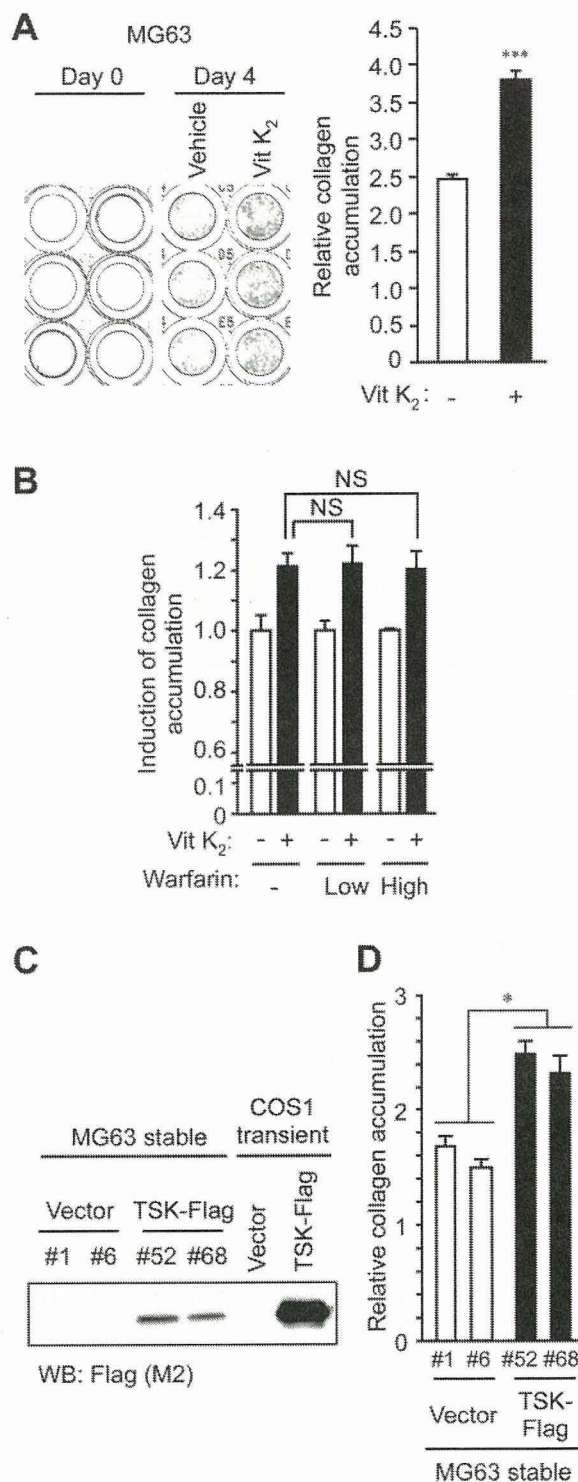 A
MG63
Day 0 Day 4
Vehicle
Vit K2
Relative collagen
accumulation
***
4.5
4.0
3.5
3.0
2.5
2.0
1.5
1.0
0.5
0
Vit K2: - +
B
Induction of collagen
accumulation
NS
NS
1.4
1.2
1.0
0.8
0.6
0.1
0
Vit K2: - + - + - +
Warfarin: - Low High
C
MG63 stable
COS1
transient
Vector TSK-Flag
Vector
TSK-Flag
#1 #6 #52 #68
WB: Flag (M2)
D
Relative collagen accumulation
*
3
2
1
0
#1 #6 #52 #68
Vector
TSK-
Flag
MG63 stable